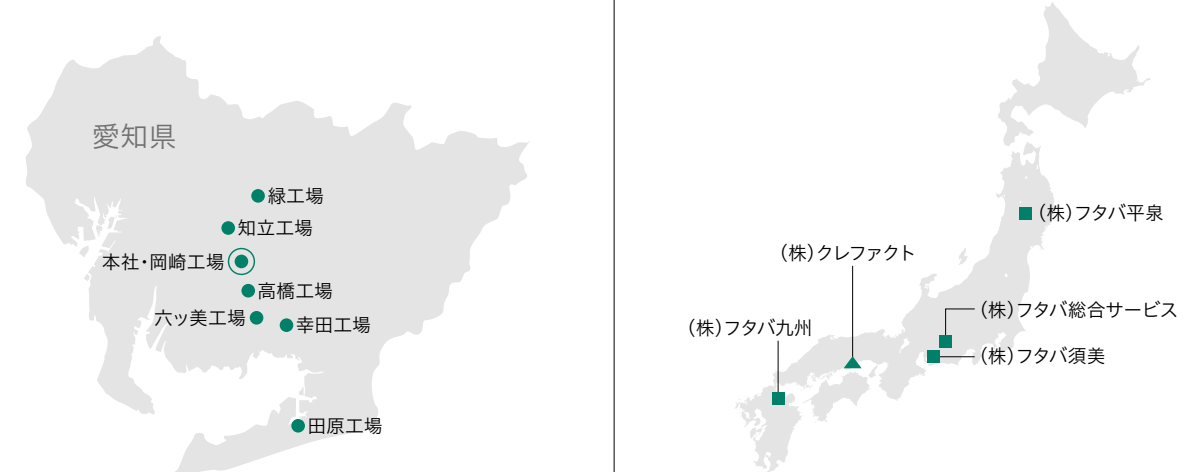 愛知県
緑工場
知立工場
本社・岡崎工場
高橋工場
六ッ美工場
幸田工場
田原工場
(株)フタバ平泉
(株)クレファクト
(株)フタバ総合サービス
(株)フタバ九州
(株)フタバ須美